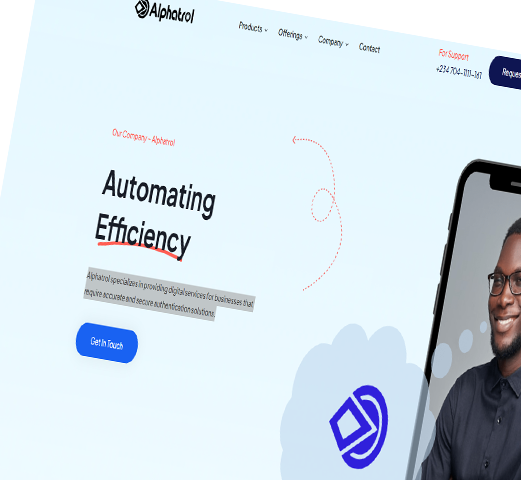 Alphatrol
Products Offerings Company Contact
For Support
+234 704-1111-161
Our Company - Alphatrol
Automating
Efficiency
Alphatrol specializes in providing digital services for businesses that
require accurate and secure authentication solutions.
Get In Touch